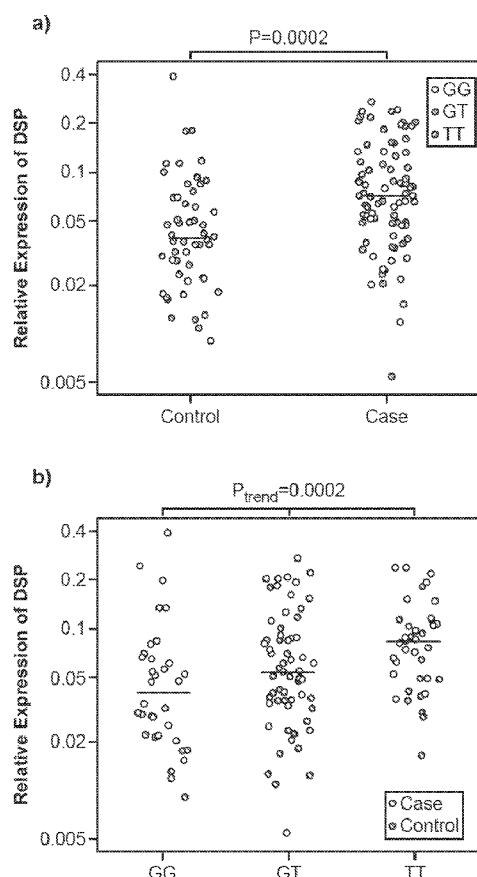 a)
P=0.0002
Relative Expression of DSP
0.4
0.2
0.1
0.05
0.02
0.005
GG
GT
TT
Control
Case
b)
Ptrend=0.0002
Relative Expression of DSP
0.4
0.2
0.1
0.05
0.02
0.005
Case
Control
GG
GT
TT